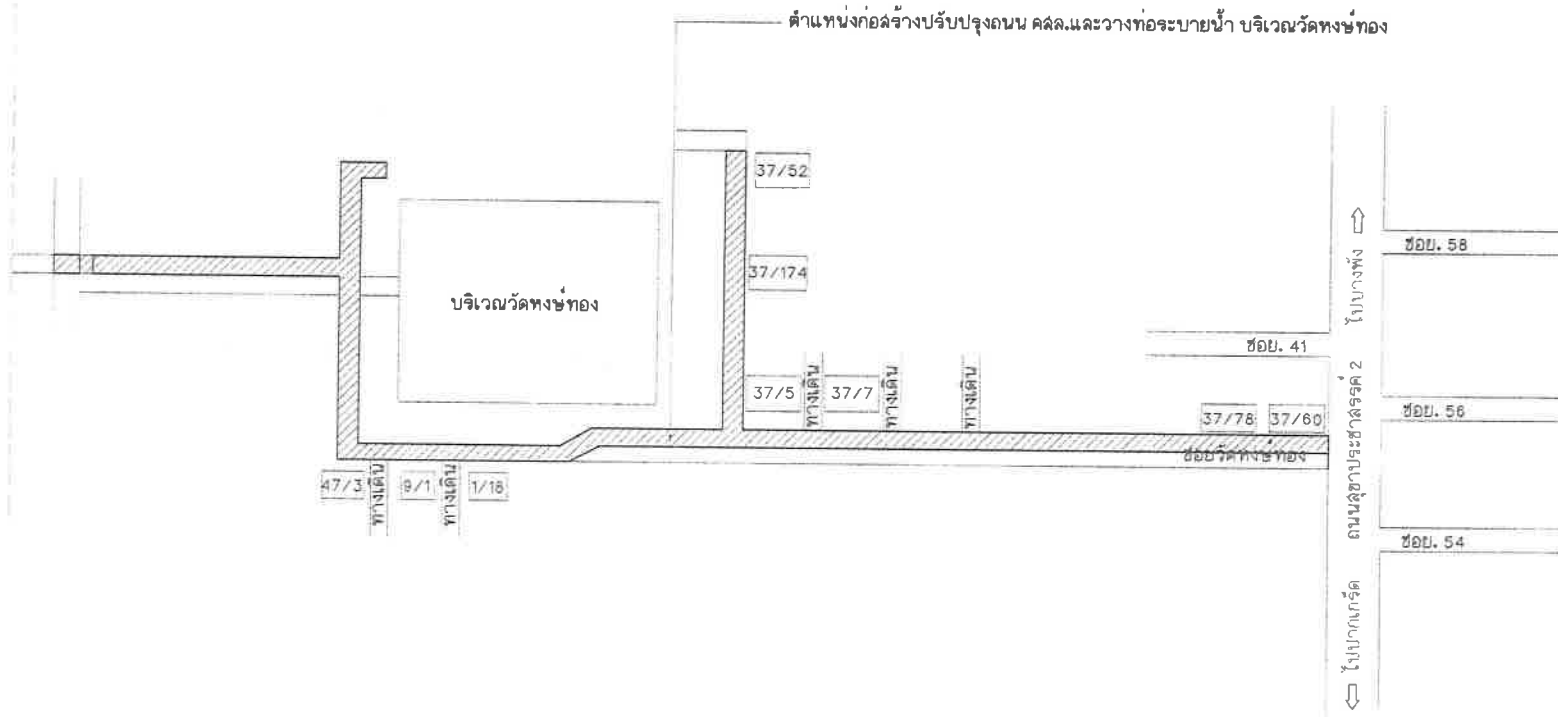 ตำแหน่งก่อสร้างปรับปรุงถนน คสล.และวางท่อระบายน้ำ บริเวณวัดหงษ์ทอง
37/52
37/174
บริเวณวัดหงษ์ทอง
ไปบางพัง
ซอย. 58
ซอย. 41
37/5
ทางเดิน
37/7
ทางเดิน
ทางเดิน
37/78
37/60
ถนนสุขาประชาสรรค์ 2
ซอย. 56
ซอยวัดหงษ์ทอง
47/3
ทางเดิน
9/1
ทางเดิน
1/18
ซอย. 54
ไปปากเกร็ด